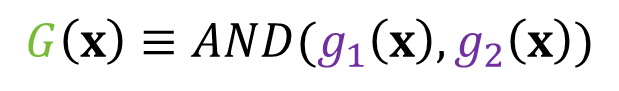 G(x) ≡ AND(g₁(x), g₂(x))